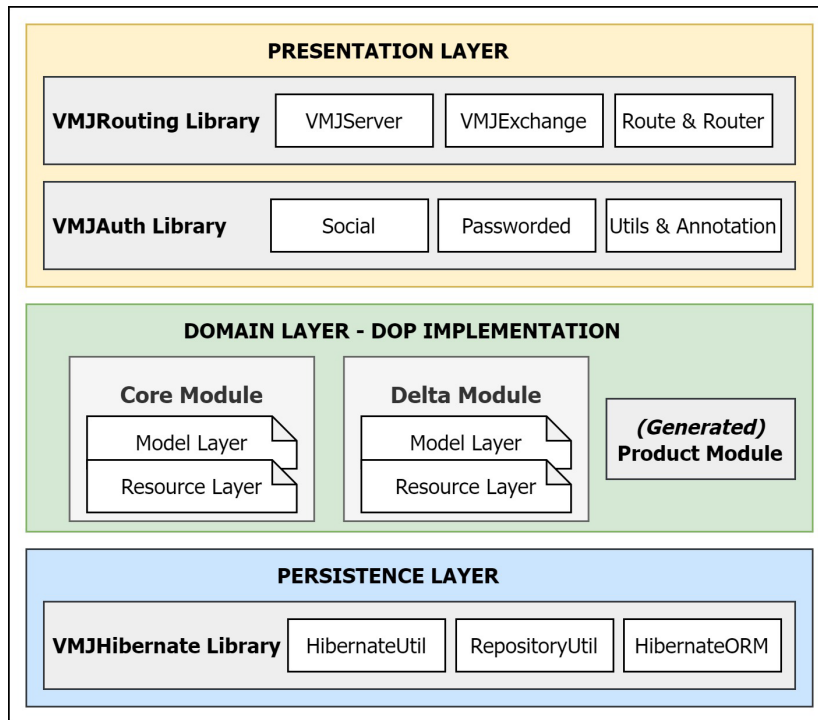 PRESENTATION LAYER
VMJRouting Library
VMJServer
VMJExchange
Route & Router
VMJAuth Library
Social
Passworded
Utils & Annotation
DOMAIN LAYER - DOP IMPLEMENTATION
Core Module
Model Layer
Resource Layer
Delta Module
Model Layer
Resource Layer
(Generated)
Product Module
PERSISTENCE LAYER
VMJHibernate Library
HibernateUtil
RepositoryUtil
HibernateORM